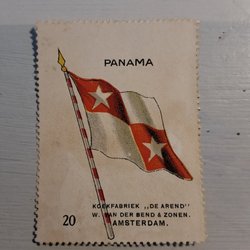 PANAMA
KOEKFABRIEK „DE AREND"
W. VAN DER BEND & ZONEN.
AMSTERDAM.
20